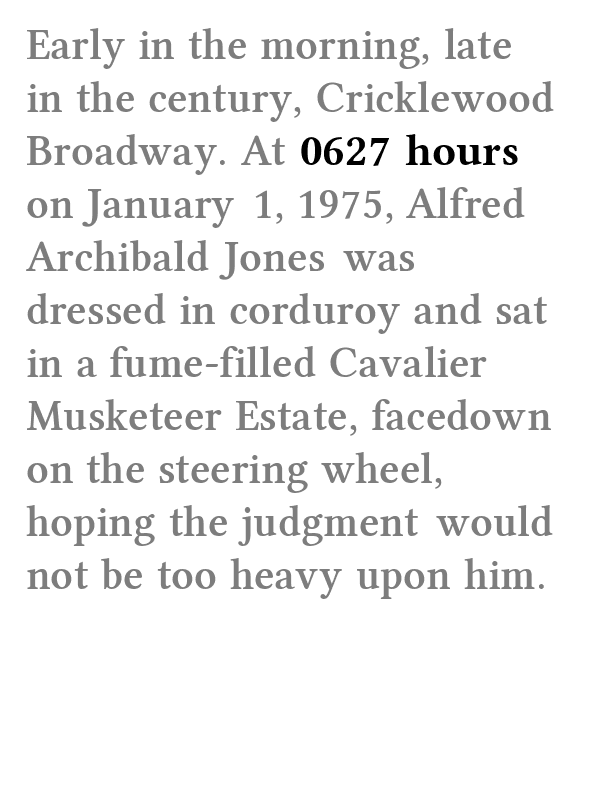 Early in the morning, late
in the century, Cricklewood
Broadway. At 0627 hours
on January 1, 1975, Alfred
Archibald Jones was
dressed in corduroy and sat
in a fume-filled Cavalier
Musketeer Estate, facedown
on the steering wheel,
hoping the judgment would
not be too heavy upon him.